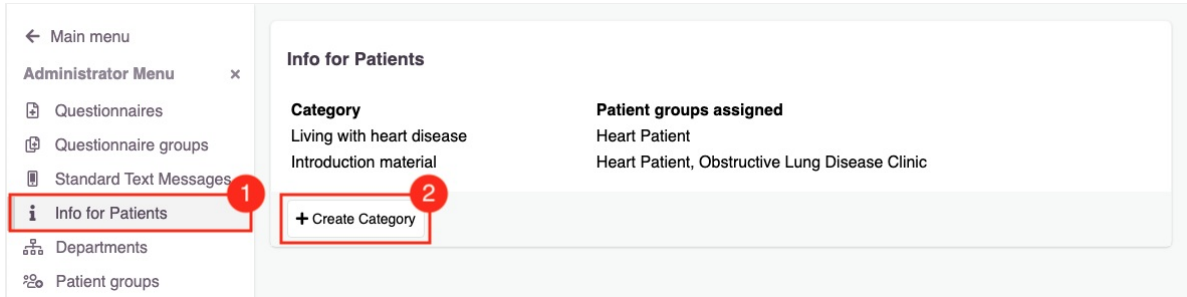 Main menu
Administrator Menu ×
Questionnaires
Questionnaire groups
Standard Text Messages
1
Info for Patients
Departments
Patient groups
Info for Patients
Category Patient groups assigned
Living with heart disease Heart Patient
Introduction material Heart Patient, Obstructive Lung Disease Clinic
2
+ Create Category